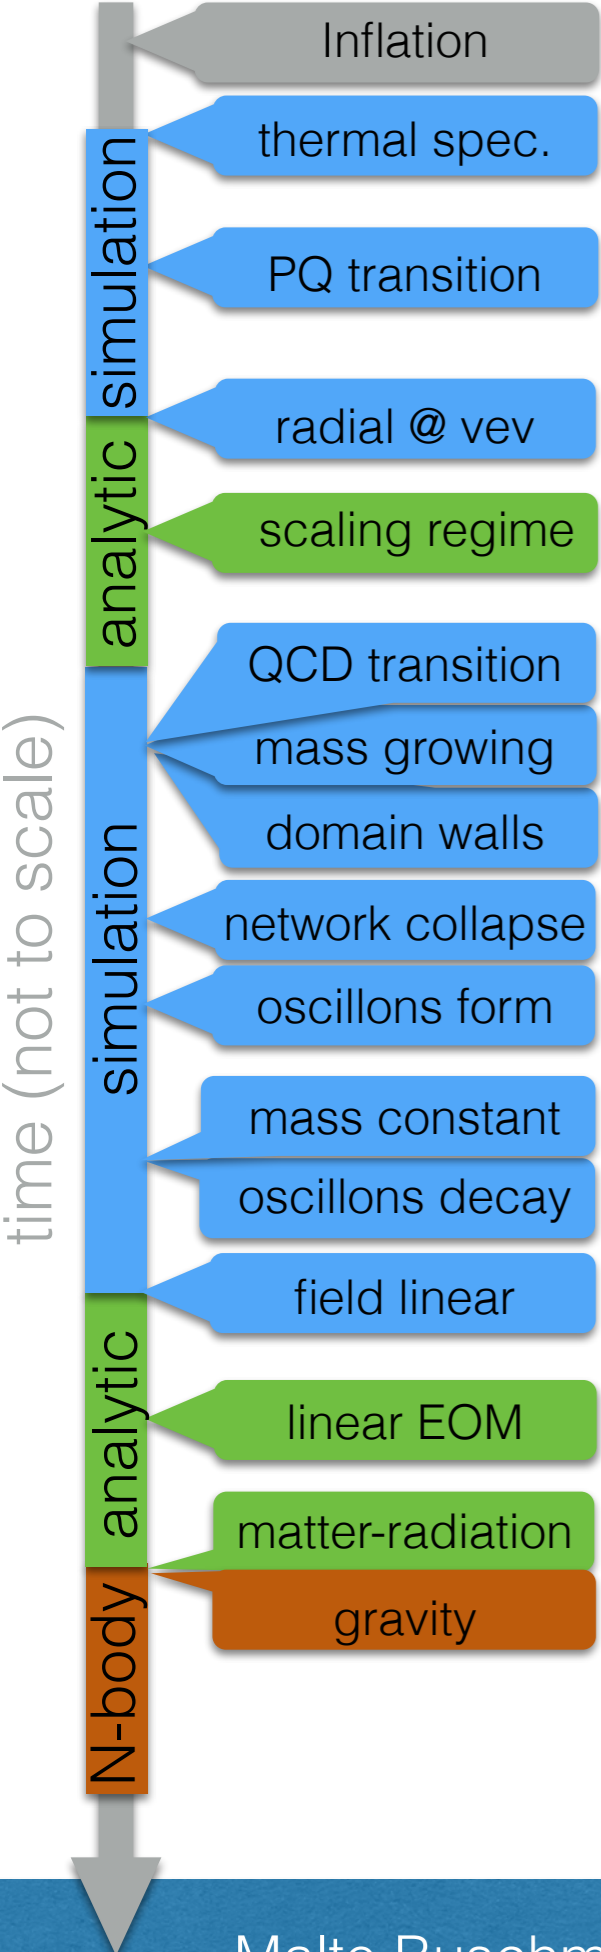 Inflation
thermal spec.
simulation
PQ transition
radial @ vev
analytic
scaling regime
QCD transition
mass growing
domain walls
time (not to scale)
simulation
network collapse
oscillons form
mass constant
oscillons decay
field linear
analytic
linear EOM
matter-radiation
gravity
N-body
Malte